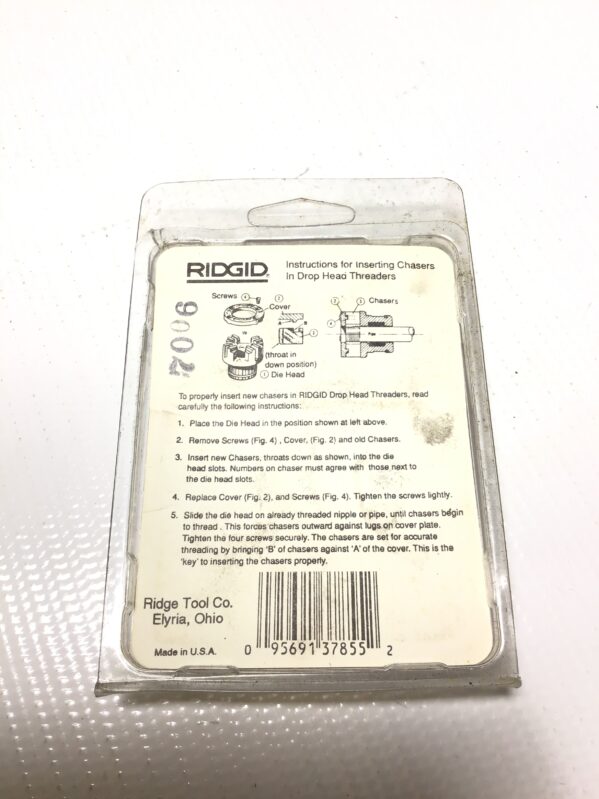 RIDGID
Instructions for Inserting Chasers
in Drop Head Threaders
Screws 4
2
Cover
A
B
3
(throat in
down position)
1 Die Head
2
3
Chasers
4
7006
To properly insert new chasers in RIDGID Drop Head Threaders, read
carefully the following instructions:
1. Place the Die Head in the position shown at left above.
2. Remove Screws (Fig. 4) , Cover, (Fig. 2) and old Chasers.
3. Insert new Chasers, throats down as shown, into the die
head slots. Numbers on chaser must agree with those next to
the die head slots.
4. Replace Cover (Fig. 2), and Screws (Fig. 4). Tighten the screws lightly.
5. Slide the die head on already threaded nipple or pipe, until chasers begin
to thread . This forces chasers outward against lugs on cover plate.
Tighten the four screws securely. The chasers are set for accurate
threading by bringing 'B' of chasers against 'A' of the cover. This is the
'key' to inserting the chasers properly.
Ridge Tool Co.
Elyria, Ohio
Made in U.S.A.
0 95691 37855 2